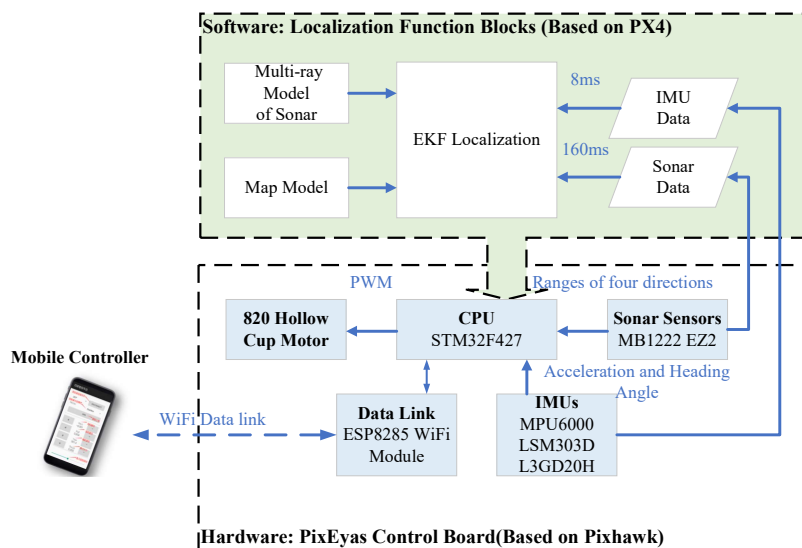 Software: Localization Function Blocks (Based on PX4)
Multi-ray
Model
of Sonar
Map Model
EKF Localization
8ms
160ms
IMU
Data
Sonar
Data
PWM
Ranges of four directions
820 Hollow
Cup Motor
CPU
STM32F427
Sonar Sensors
MB1222 EZ2
Acceleration and Heading
Angle
Mobile Controller
WiFi Data link
Data Link
ESP8285 WiFi
Module
IMUs
MPU6000
LSM303D
L3GD20H
Hardware: PixEyas Control Board(Based on Pixhawk)